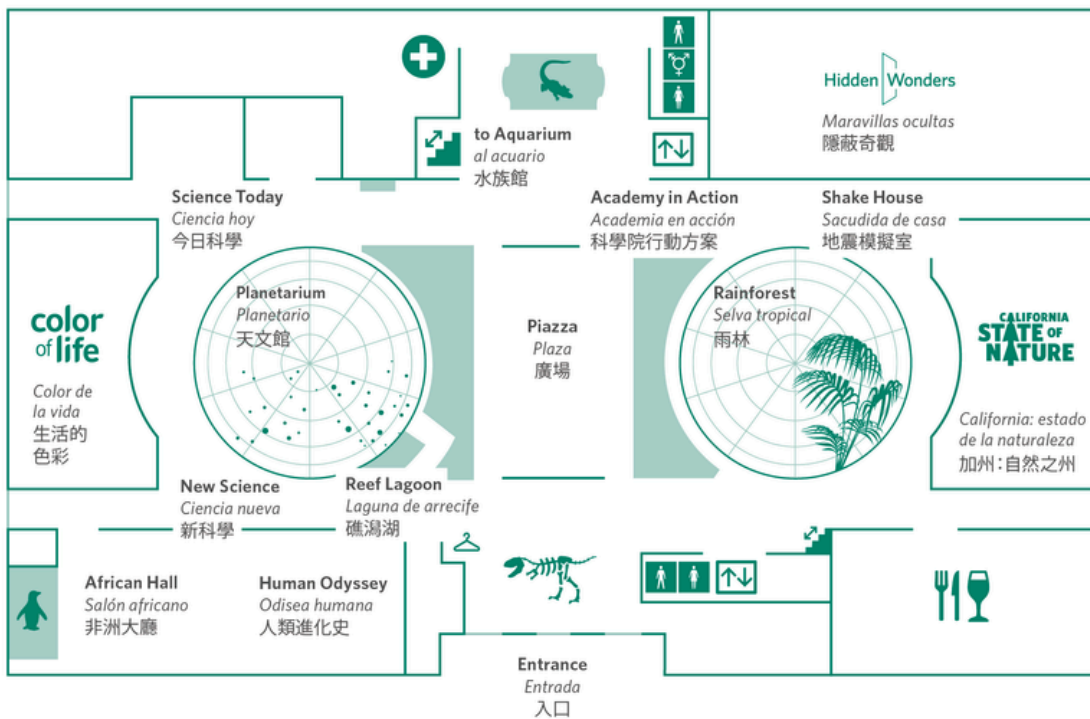 Hidden Wonders
Maravillas ocultas
隱蔽奇觀
to Aquarium
al acuario
水族館
Science Today
Ciencia hoy
今日科學
Academy in Action
Academia en acción
科學院行動方案
Shake House
Sacudida de casa
地震模擬室
Planetarium
Planetario
天文館
Rainforest
Selva tropical
雨林
color
of life
Color de
la vida
生活的
色彩
Piazza
Plaza
廣場
CALIFORNIA
STATE OF
NATURE
California: estado
de la naturaleza
加州：自然之州
New Science
Ciencia nueva
新科學
Reef Lagoon
Laguna de arrecife
礁潟湖
African Hall
Salón africano
非洲大廳
Human Odyssey
Odisea humana
人類進化史
Entrance
Entrada
入口